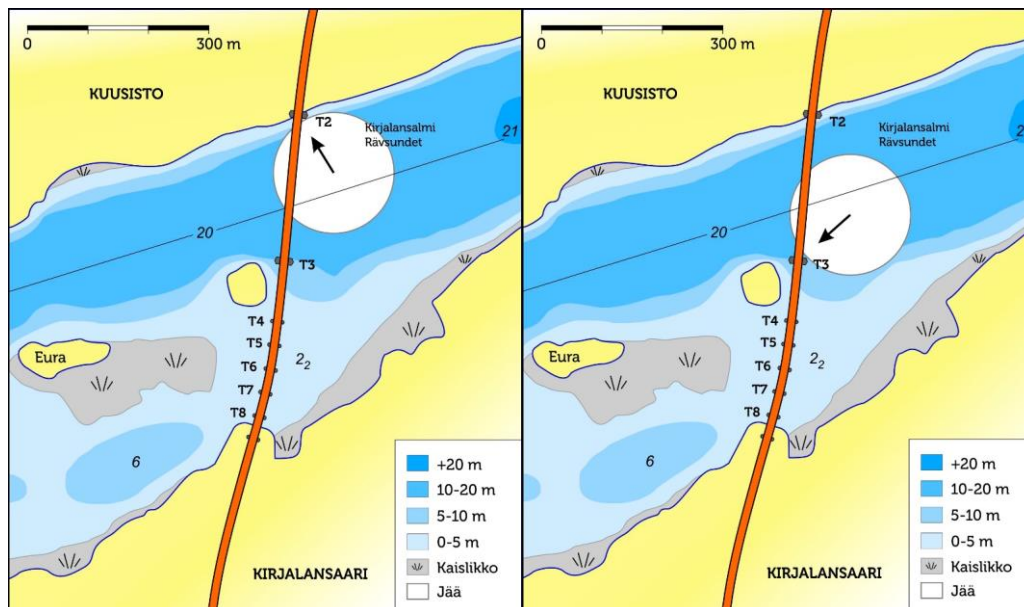 0
300 m
KUUSISTO
T2
Kirjalansalmi
Rävsundet
21
20
T3
T4
Eura
T5
2₂
T6
T7
T8
6
+20 m
10-20 m
5-10 m
0-5 m
Kaislikko
Jää
KIRJALANSAARI
0
300 m
KUUSISTO
T2
Kirjalansalmi
Rävsundet
20
T3
T4
Eura
T5
2₂
T6
T7
T8
6
+20 m
10-20 m
5-10 m
0-5 m
Kaislikko
Jää
KIRJALANSAARI